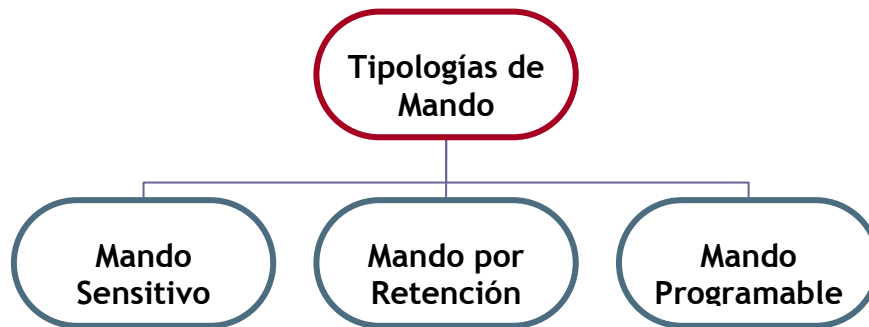 Tipologías de
Mando
Mando
Sensitivo
Mando por
Retención
Mando
Programable